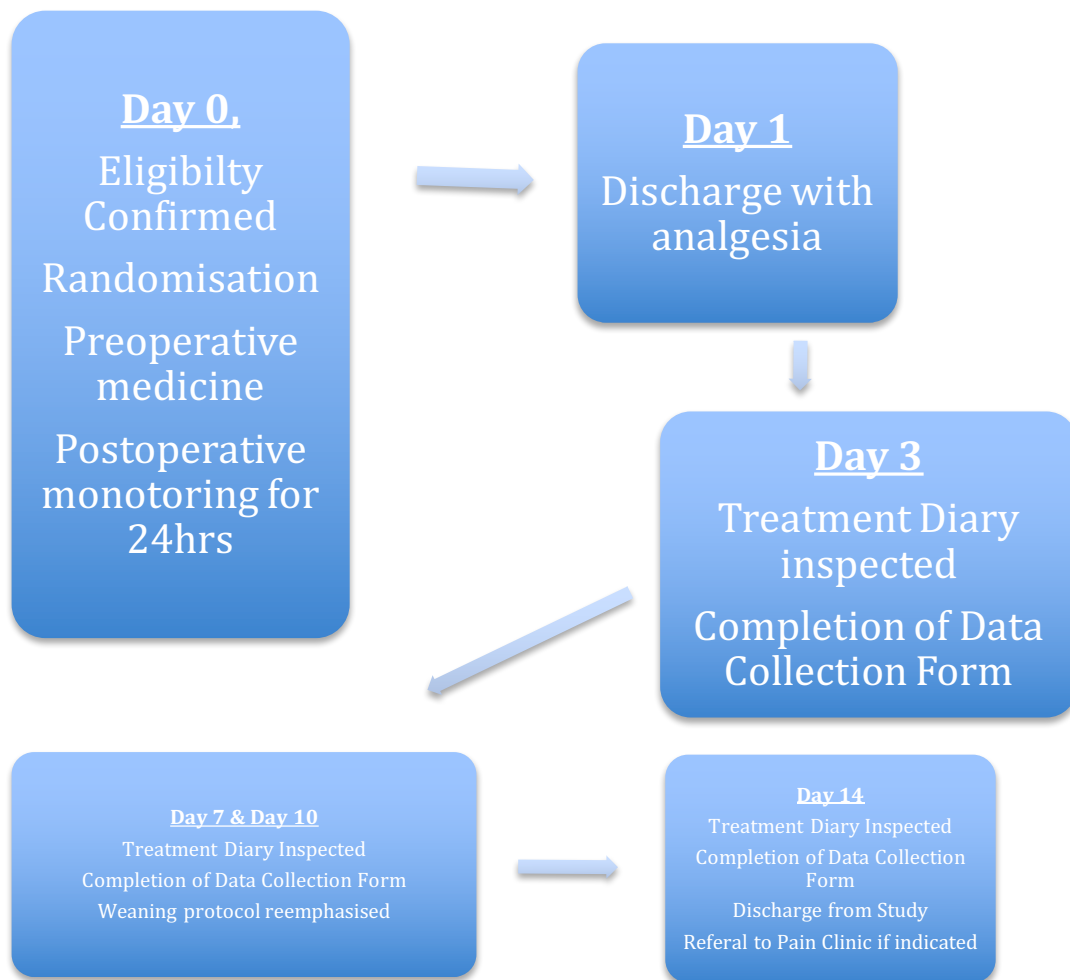 Day 0,
Eligibilty
Confirmed
Randomisation
Preoperative
medicine
Postoperative
monotoring for
24hrs
Day 1
Discharge with
analgesia
Day 3
Treatment Diary
inspected
Completion of Data
Collection Form
Day 7 & Day 10
Treatment Diary Inspected
Completion of Data Collection Form
Weaning protocol reemphasised
Day 14
Treatment Diary Inspected
Completion of Data Collection
Form
Discharge from Study
Referal to Pain Clinic if indicated